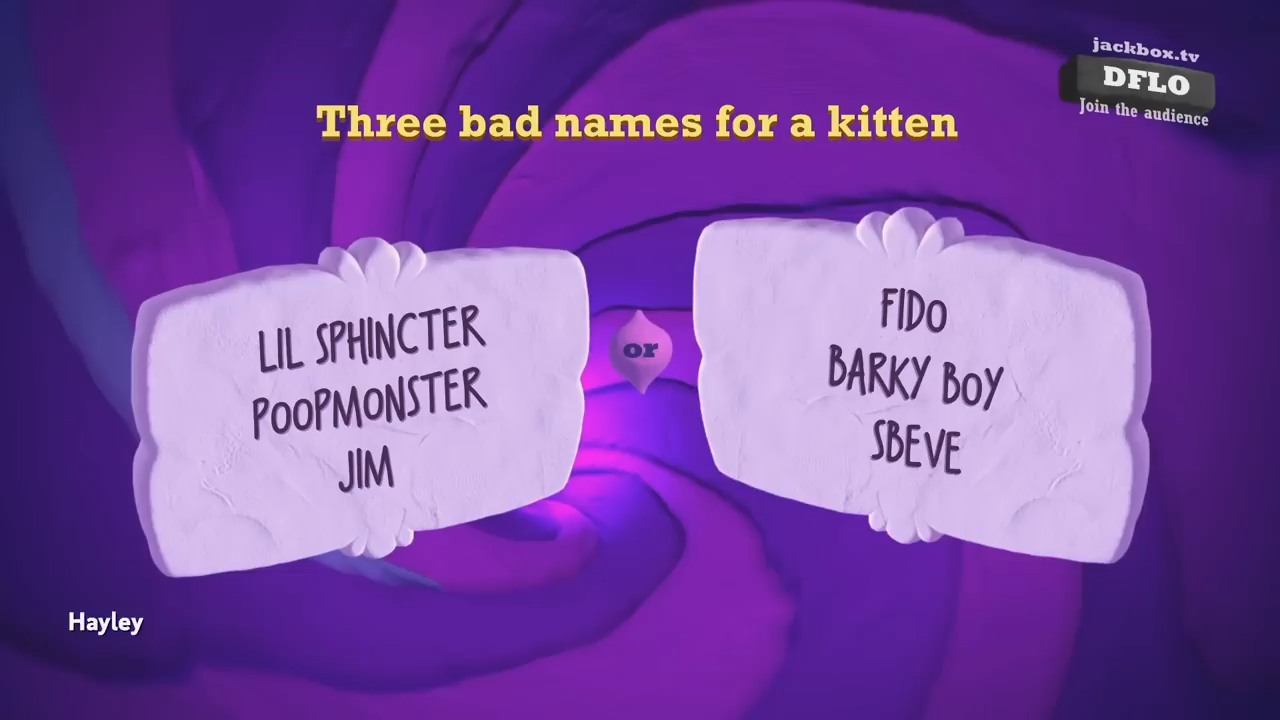 jackbox.tv
DFLO
Join the audience
Three bad names for a kitten
LIL SPHINCTER
POOPMONSTER
JIM
or
FIDO
BARKY BOY
SBEVE
Hayley